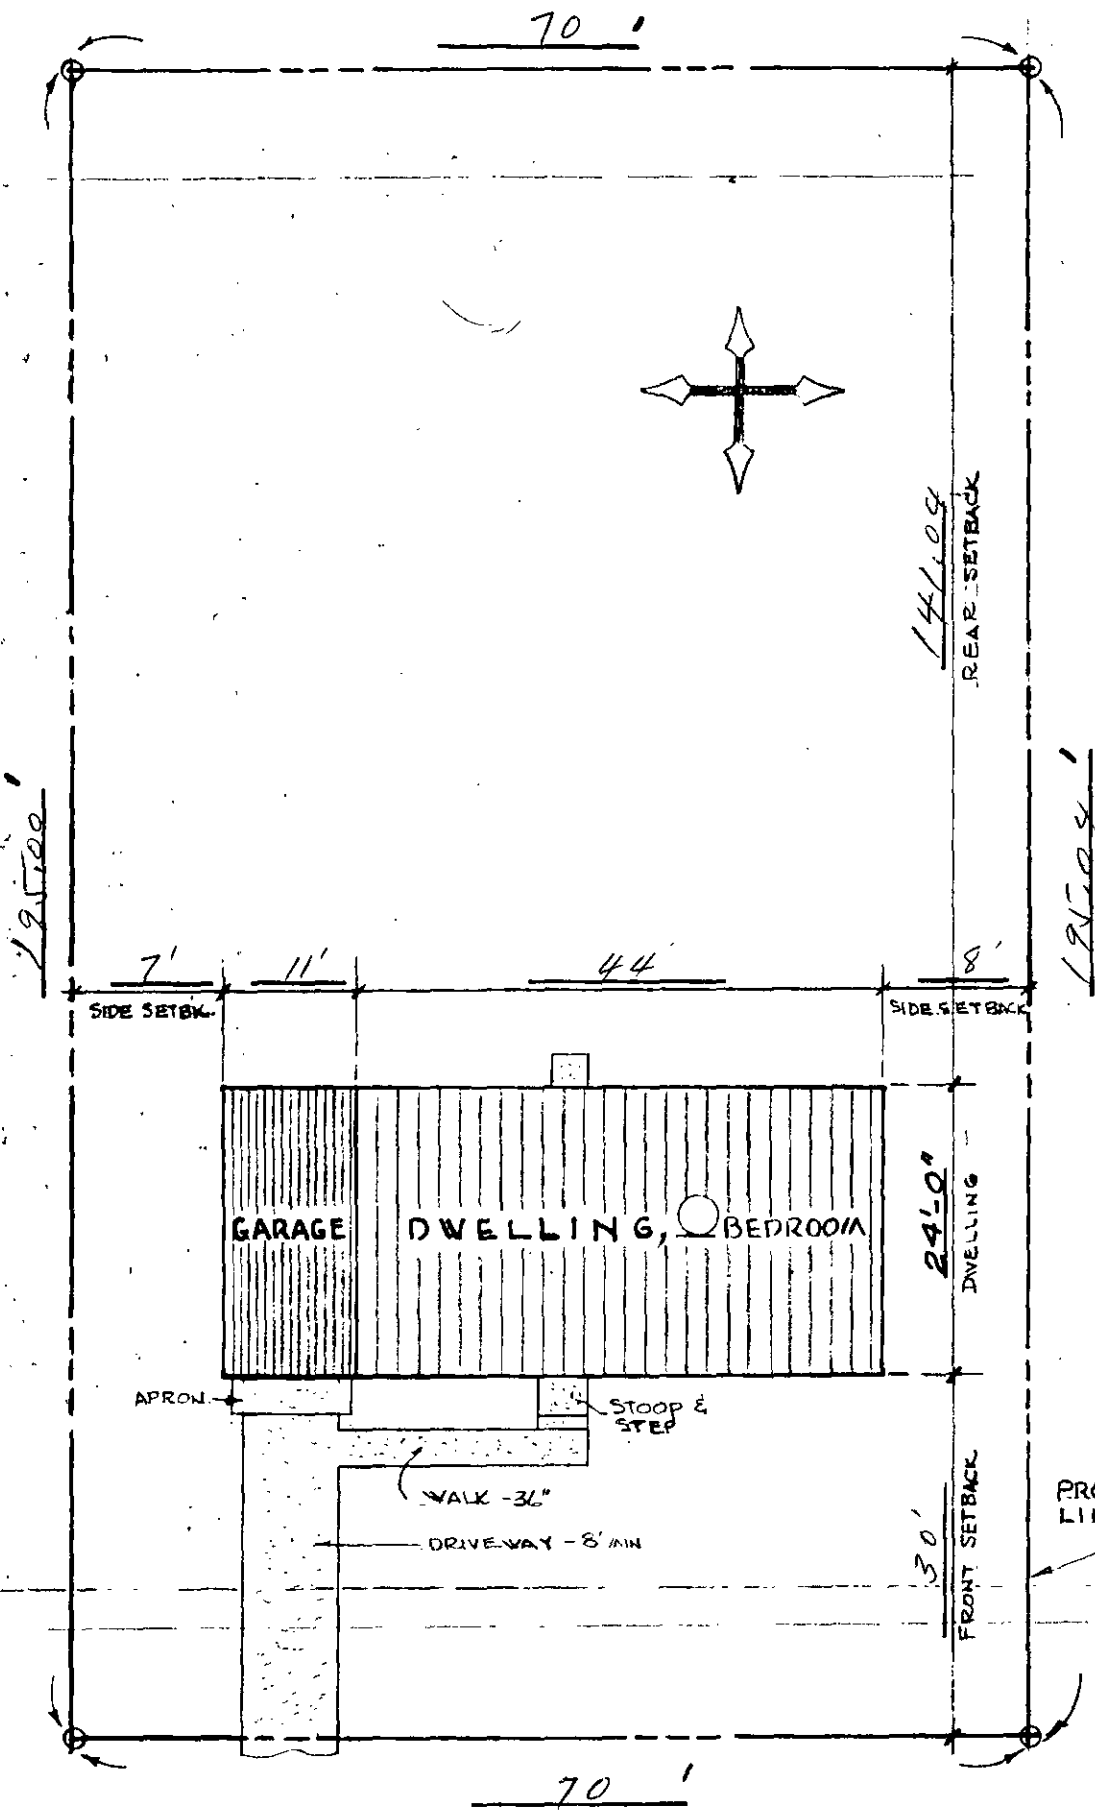 70'
141.04
REAR SETBACK
195.00'
195.04'
7'
11'
44'
8'
SIDE SETBK.
SIDE SETBACK
GARAGE
DWELLING, BEDROOM
24'-0"
DWELLING
APRON
STOOP &
STEP
WALK -36"
DRIVEWAY - 8' MIN
30'
FRONT SETBACK
70'